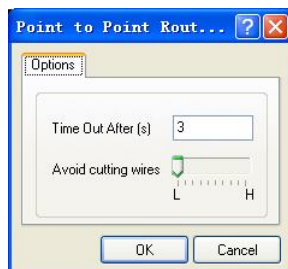 Point to Point Rout...
Options
Time Out After (s) 3
Avoid cutting wires
L H
OK Cancel